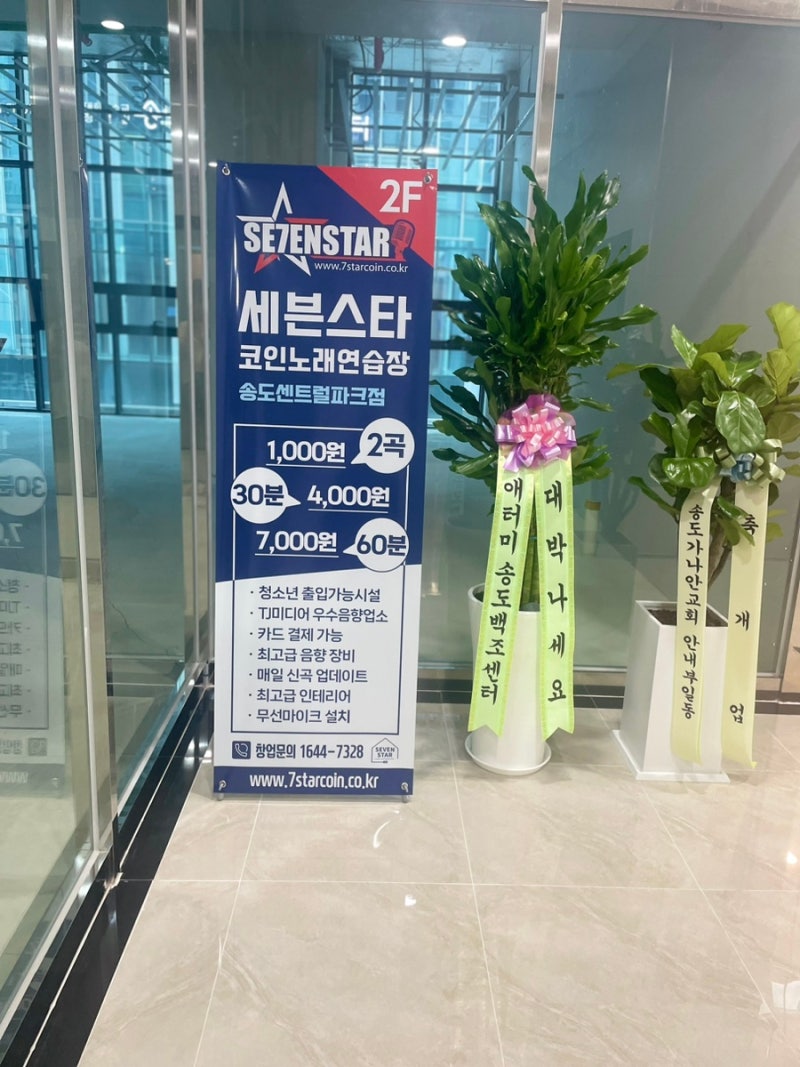 2F
SE7ENSTAR
www.7starcoin.co.kr
세븐스타
코인노래연습장
송도센트럴파크점
1,000원 2곡
30분 4,000원
7,000원 60분
· 청소년 출입가능시설
· TJ미디어 우수음향업소
· 카드 결제 가능
· 최고급 음향 장비
· 매일 신곡 업데이트
· 최고급 인테리어
· 무선마이크 설치
창업문의 1644-7328
SEVEN
STAR
www.7starcoin.co.kr
애터미 송도백조센터
대박나세요
송도가나안교회 안내부일동
축개업